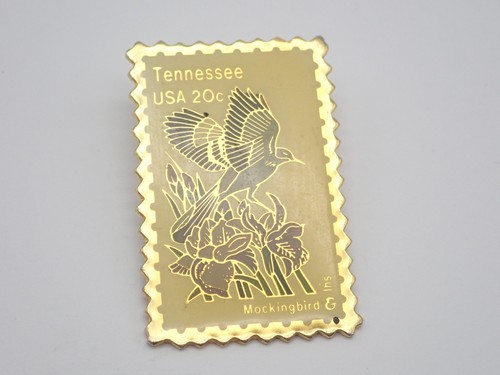 Tennessee
USA 20c
Mockingbird &
Iris